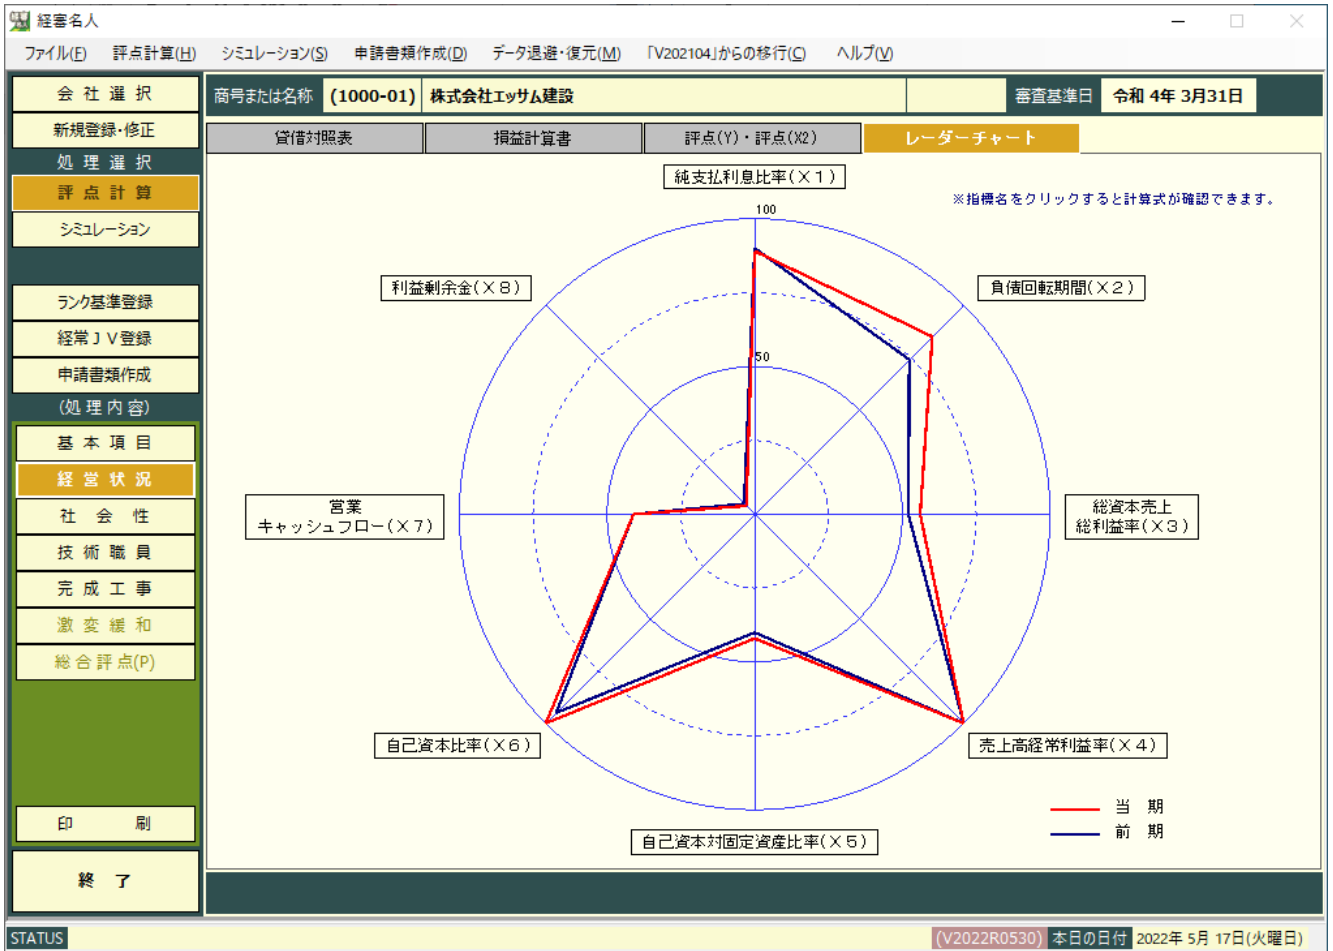 経審名人
ファイル(F) 評点計算(H) シミュレーション(S) 申請書類作成(D) データ退避・復元(M) 「V202104」からの移行(C) ヘルプ(V)
会 社 選 択
新規登録・修正
処 理 選 択
評 点 計 算
シミュレーション
ランク基準登録
経常JV登録
申請書類作成
(処 理 内 容)
基 本 項 目
経 営 状 況
社 会 性
技 術 職 員
完 成 工 事
激 変 緩 和
総 合 評 点(P)
印 刷
終 了
商号または名称 (1000-01) 株式会社エッサム建設 審査基準日 令和 4年 3月31日
貸借対照表 損益計算書 評点(Y)・評点(X2) レーダーチャート
純支払利息比率(X1)
※指標名をクリックすると計算式が確認できます。
100
利益剰余金(X8)
負債回転期間(X2)
50
営業
キャッシュフロー(X7)
総資本売上
総利益率(X3)
自己資本比率(X6)
売上高経常利益率(X4)
自己資本対固定資産比率(X5)
当 期
前 期
STATUS (V2022R0530) 本日の日付 2022年 5月 17日(火曜日)